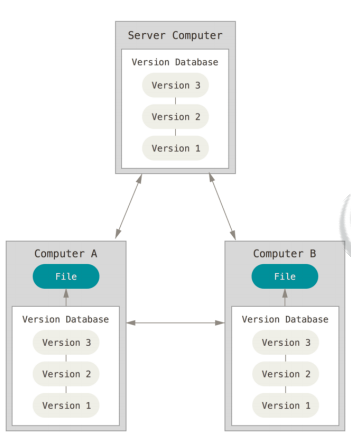 Server Computer
Version Database
Version 3
Version 2
Version 1
Computer A
File
Version Database
Version 3
Version 2
Version 1
Computer B
File
Version Database
Version 3
Version 2
Version 1